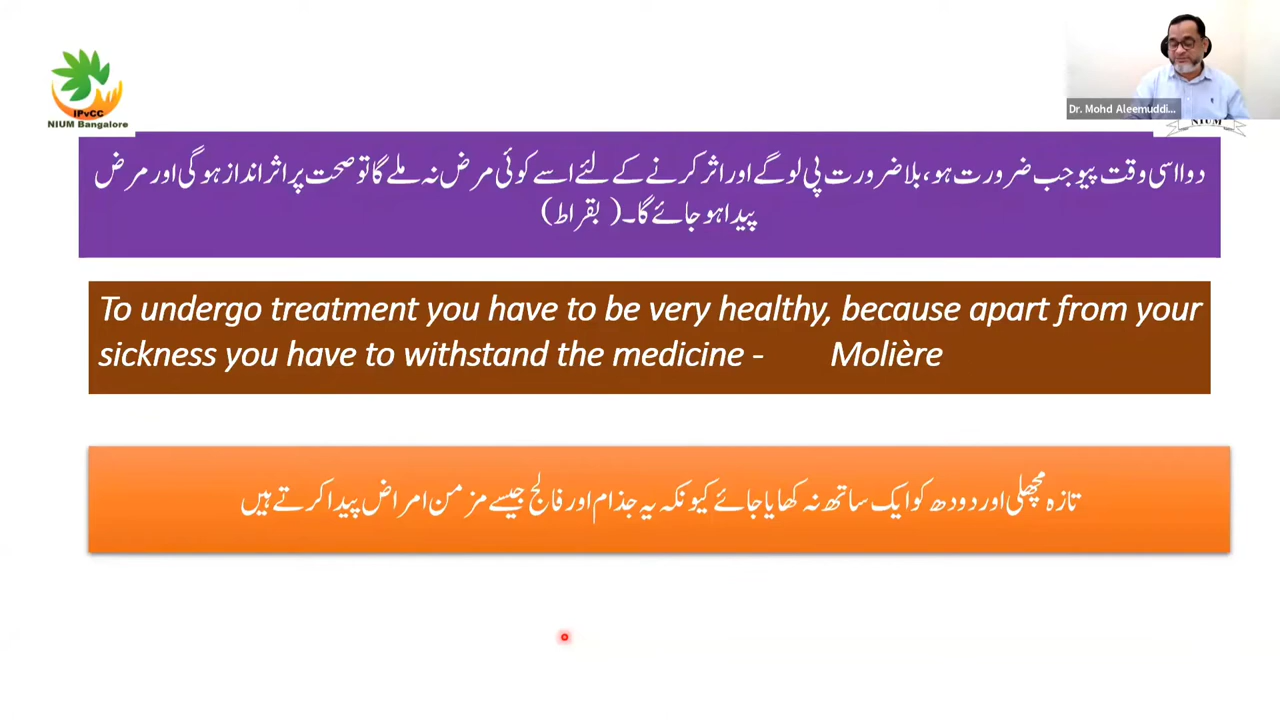 IPvCC
NIUM Bangalore
Dr. Mohd Aleemuddi...
NIUM
دوا اسی وقت پیو جب ضرورت ہو، بلا ضرورت پی لو گے اور اثر کرنے کے لئے اسے کوئی مرض نہ ملے گا تو صحت پر اثر انداز ہوگی اور مرض
پیدا ہو جائے گا۔ (بقراط)
To undergo treatment you have to be very healthy, because apart from your
sickness you have to withstand the medicine - Molière
تازہ مچھلی اور دودھ کو ایک ساتھ نہ کھایا جائے کیونکہ یہ جذام اور فالج جیسے مزمن امراض پیدا کرتے ہیں